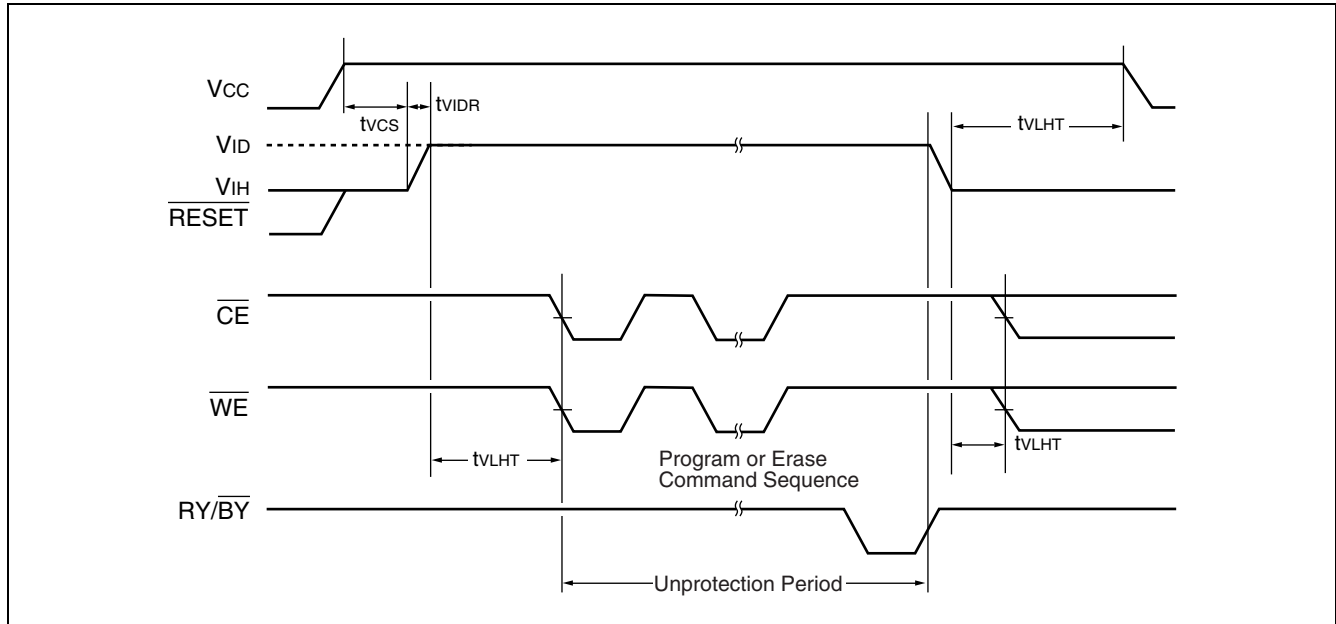 VCC
tVIDR
tVCS
tVLHT
VID
VIH
RESET
CE
WE
tVLHT
tVLHT
Program or Erase
Command Sequence
RY/BY
Unprotection Period